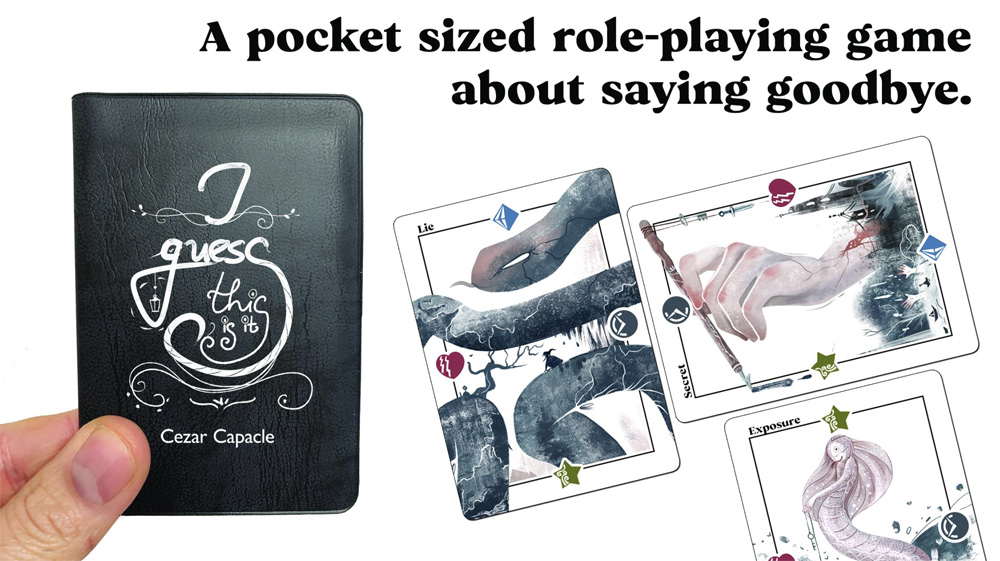 A pocket sized role-playing game
about saying goodbye.
I
guess
this
is it
Cezar Capacle
Lie
Secret
Exposure